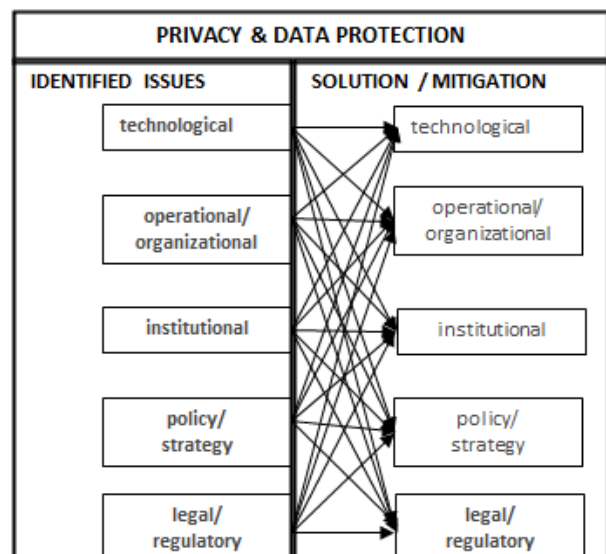 PRIVACY & DATA PROTECTION
IDENTIFIED ISSUES
SOLUTION / MITIGATION
technological
technological
operational/
organizational
operational/
organizational
institutional
institutional
policy/
strategy
policy/
strategy
legal/
regulatory
legal/
regulatory